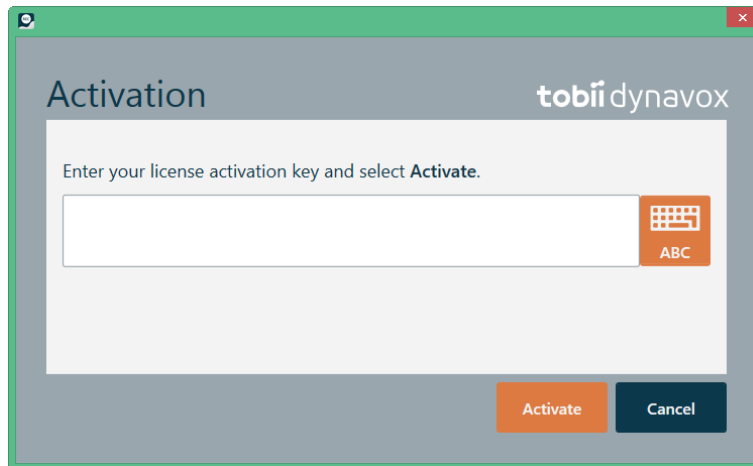 Activation
tobii dynavox
Enter your license activation key and select Activate.
ABC
Activate
Cancel